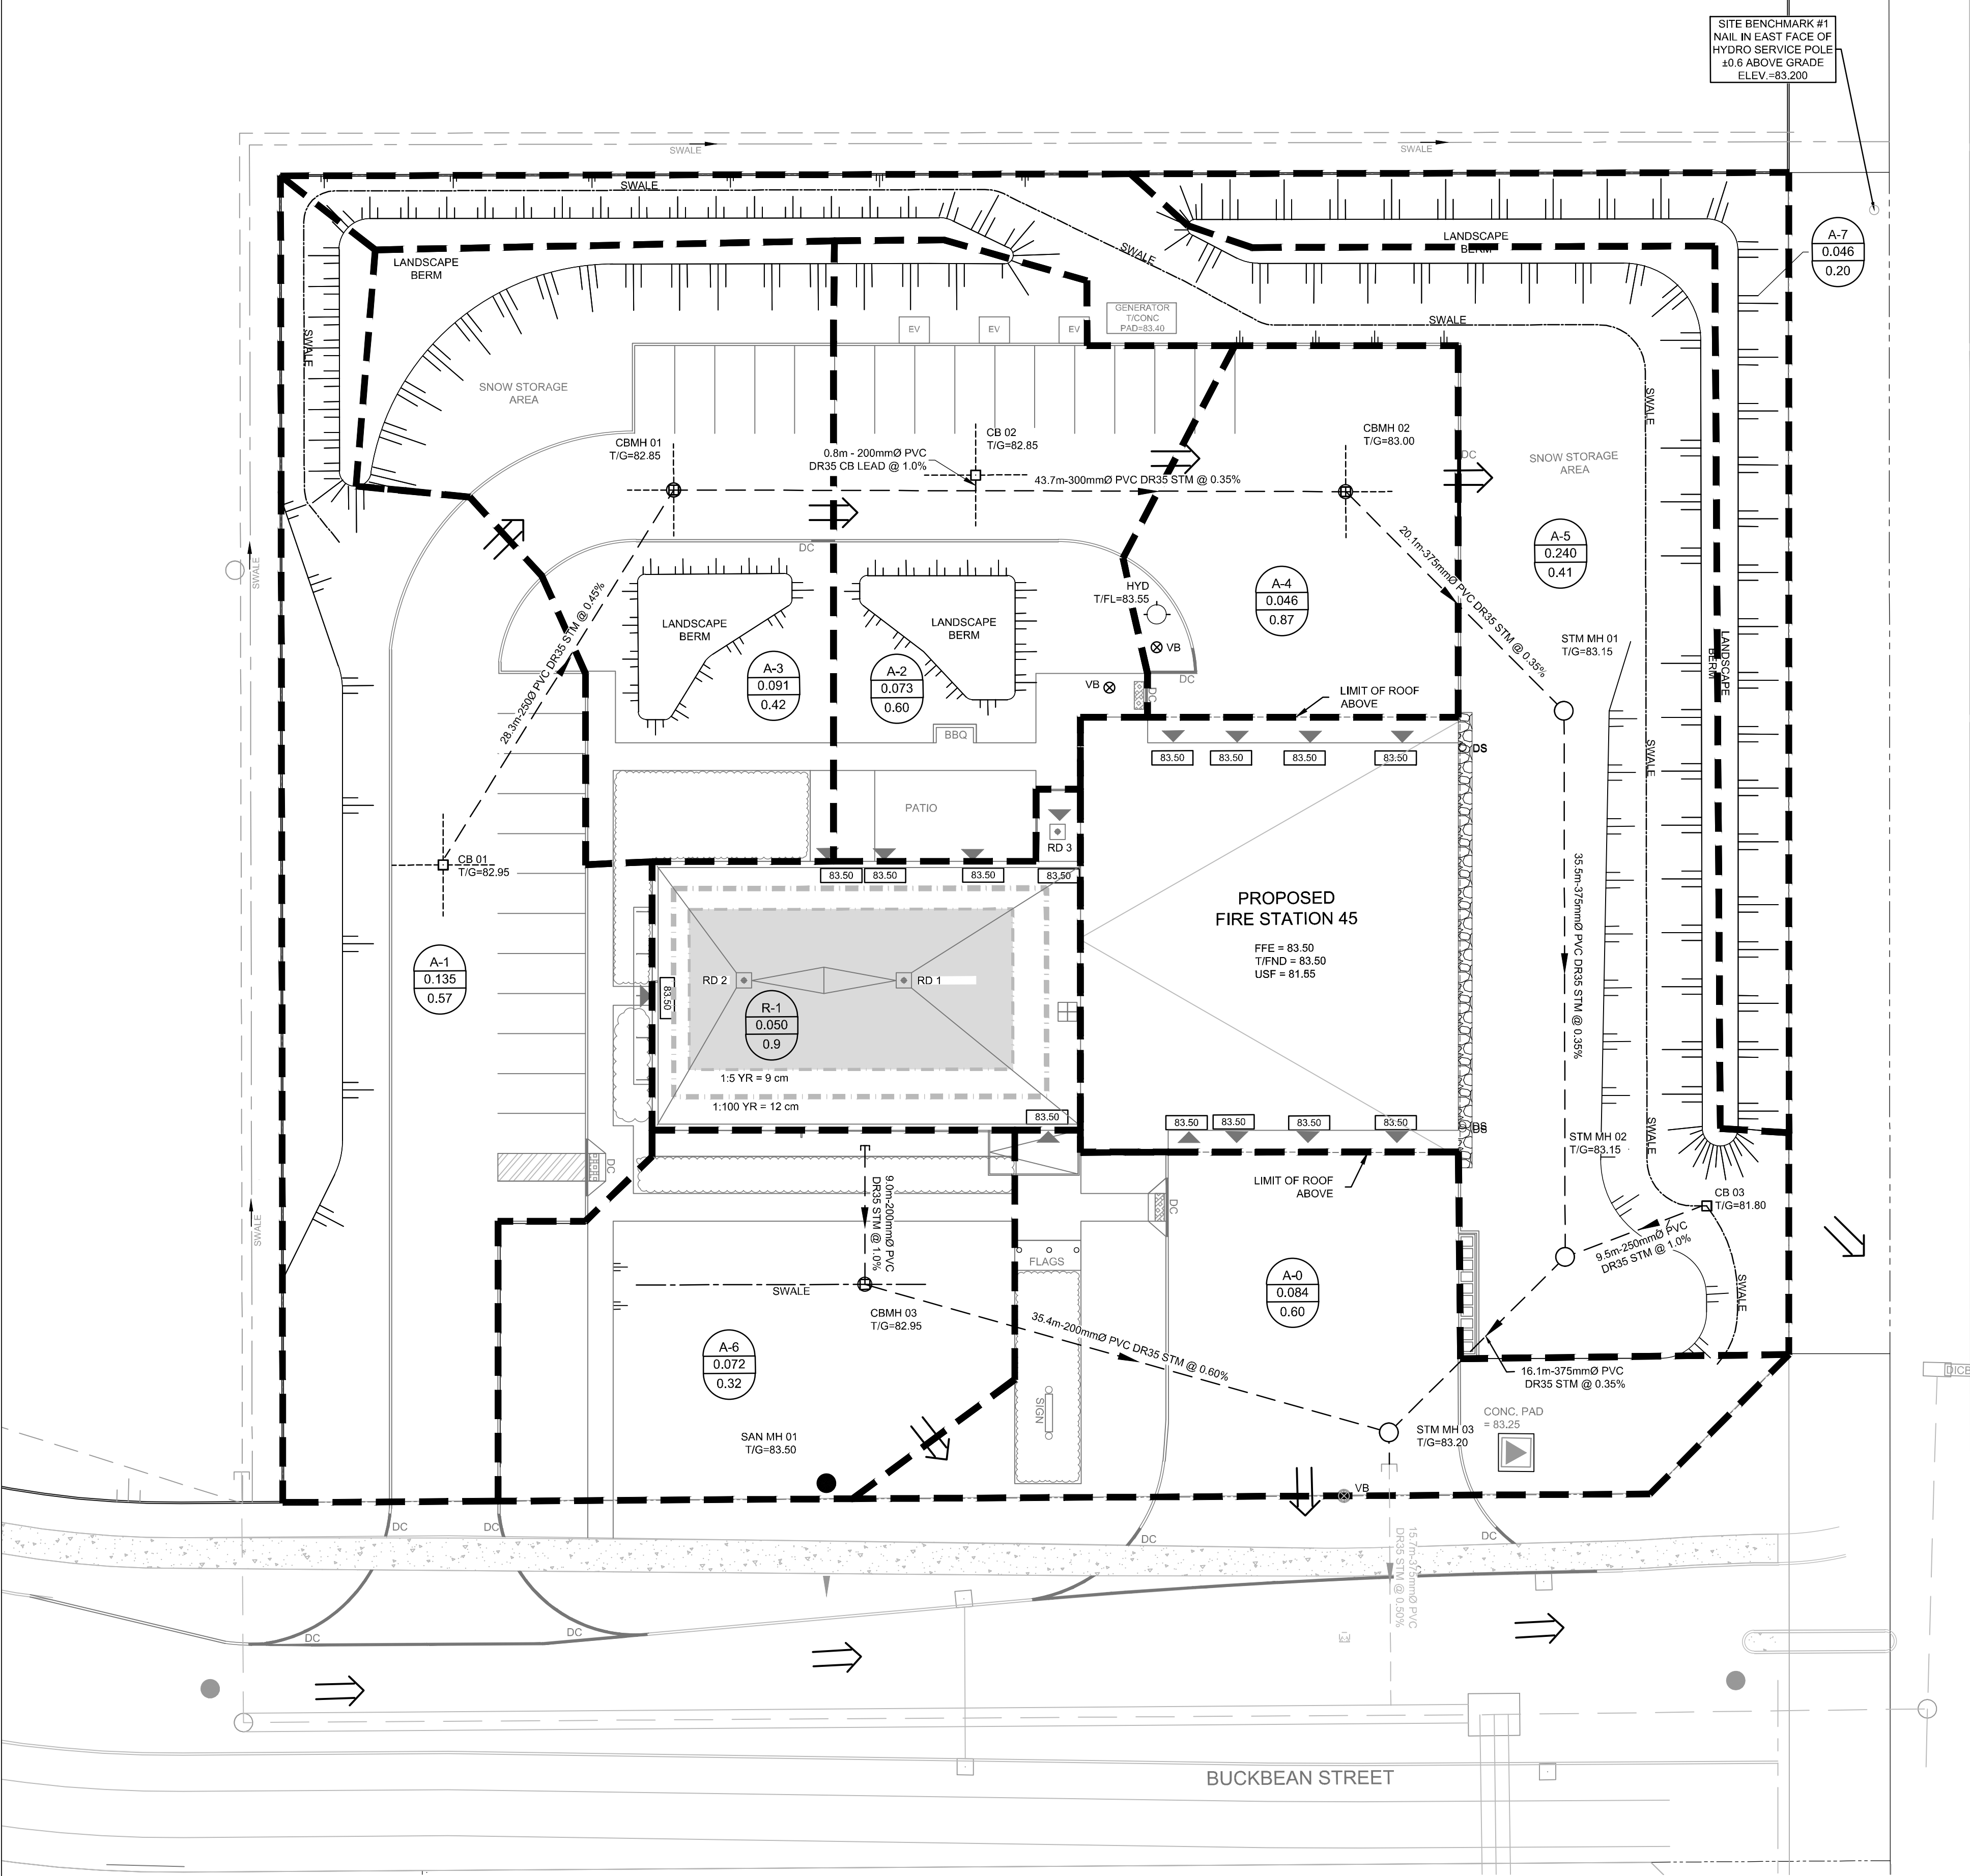 SITE BENCHMARK #1
NAIL IN EAST FACE OF
HYDRO SERVICE POLE
±0.6 ABOVE GRADE
ELEV.=83.200
SWALE
SWALE
SWALE
LANDSCAPE
BERM
SWALE
LANDSCAPE
BERM
A-7
0.046
0.20
SWALE
GENERATOR
T/CONC
PAD=83.40
EV
EV
EV
SWALE
SNOW STORAGE
AREA
SWALE
CBMH 01
T/G=82.85
0.8m - 200mmØ PVC
DR35 CB LEAD @ 1.0%
CB 02
T/G=82.85
43.7m-300mmØ PVC DR35 STM @ 0.35%
CBMH 02
T/G=83.00
DC
SNOW STORAGE
AREA
SWALE
DC
28.3m-250Ø PVC DR35 STM @ 0.45%
20.1m-375mmØ PVC DR35 STM @ 0.35%
A-5
0.240
0.41
HYD
T/FL=83.55
A-4
0.046
0.87
LANDSCAPE
BERM
LANDSCAPE
BERM
VB
STM MH 01
T/G=83.15
LANDSCAPE
BERM
A-3
0.091
0.42
A-2
0.073
0.60
VB
DC
DC
LIMIT OF ROOF
ABOVE
BBQ
83.50
83.50
83.50
83.50
DS
SWALE
SWALE
PATIO
RD 3
CB 01
T/G=82.95
83.50
83.50
83.50
83.50
PROPOSED
FIRE STATION 45
FFE = 83.50
T/FND = 83.50
USF = 81.55
35.5m-375mmØ PVC DR35 STM @ 0.35%
A-1
0.135
0.57
RD 2
RD 1
83.50
R-1
0.050
0.9
1:5 YR = 9 cm
1:100 YR = 12 cm
83.50
83.50
83.50
83.50
83.50
DS
STM MH 02
T/G=83.15
SWALE
DC
LIMIT OF ROOF
ABOVE
9.0m-200mmØ PVC
DR35 STM @ 1.0%
DC
CB 03
T/G=81.80
9.5m-250mmØ PVC
DR35 STM @ 1.0%
SWALE
FLAGS
SWALE
CBMH 03
T/G=82.95
A-0
0.084
0.60
SWALE
35.4m-200mmØ PVC DR35 STM @ 0.60%
A-6
0.072
0.32
16.1m-375mmØ PVC
DR35 STM @ 0.35%
DICB
SIGN
CONC. PAD
= 83.25
SAN MH 01
T/G=83.50
STM MH 03
T/G=83.20
VB
DC
DC
DC
DC
15.7m-375mmØ PVC
DR35 STM @ 0.50%
DC
DC
BUCKBEAN STREET